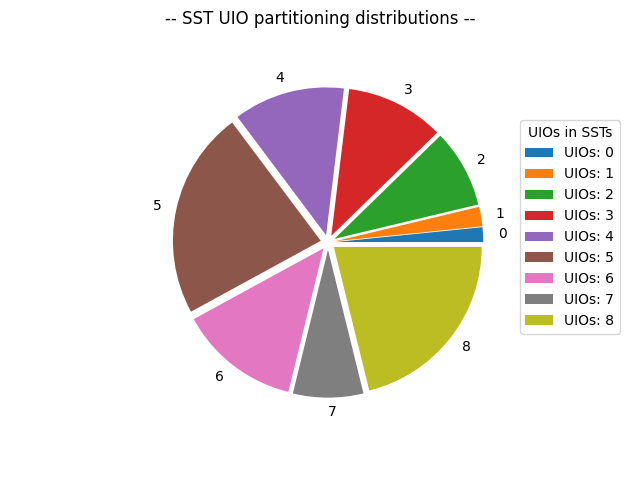 -- SST UIO partitioning distributions --
4
3
2
5
1
0
6
7
8
UIOs in SSTs
UIOs: 0
UIOs: 1
UIOs: 2
UIOs: 3
UIOs: 4
UIOs: 5
UIOs: 6
UIOs: 7
UIOs: 8